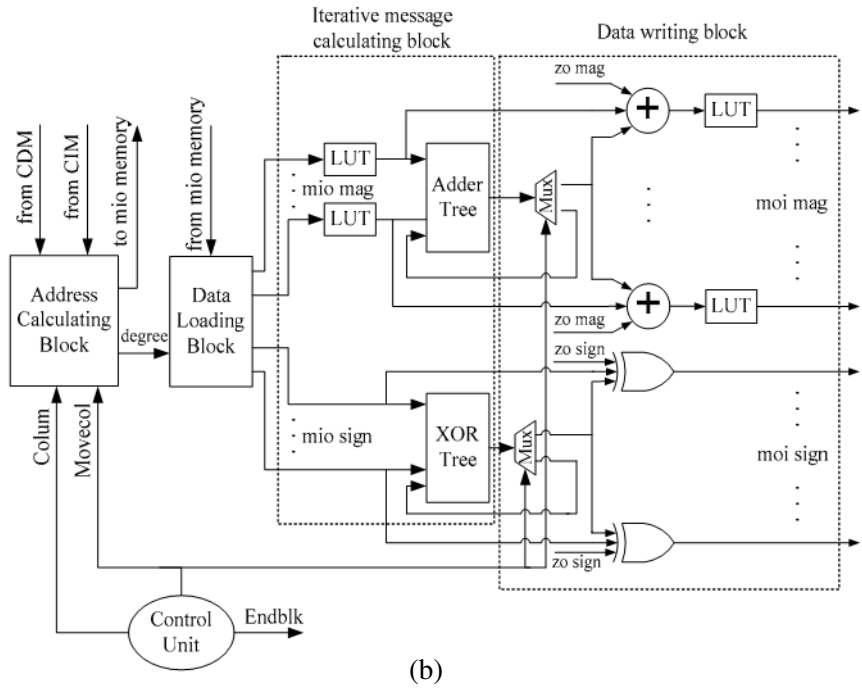 Iterative message
calculating block
Data writing block
from CDM
from CIM
to mio memory
from mio memory
zo mag
+
LUT
LUT
mio mag
LUT
Adder
Tree
Mux
moi mag
Address
Calculating
Block
degree
Data
Loading
Block
+
LUT
zo mag
zo sign
Colum
Movecol
mio sign
XOR
Tree
Mux
moi sign
zo sign
Control
Unit
Endblk
(b)